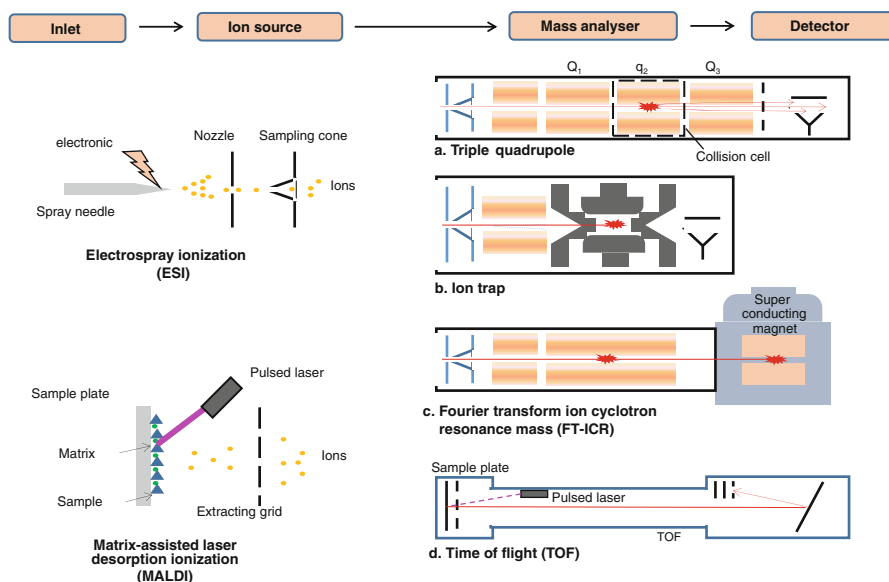 Inlet
Ion source
Mass analyser
Detector
electronic
Nozzle
Sampling cone
Ions
Spray needle
Electrospray ionization
(ESI)
Sample plate
Pulsed laser
Matrix
Ions
Sample
Extracting grid
Matrix-assisted laser
desorption ionization
(MALDI)
Q1
q2
Q3
a. Triple quadrupole
Collision cell
b. Ion trap
Super
conducting
magnet
c. Fourier transform ion cyclotron
resonance mass (FT-ICR)
Sample plate
Pulsed laser
TOF
d. Time of flight (TOF)